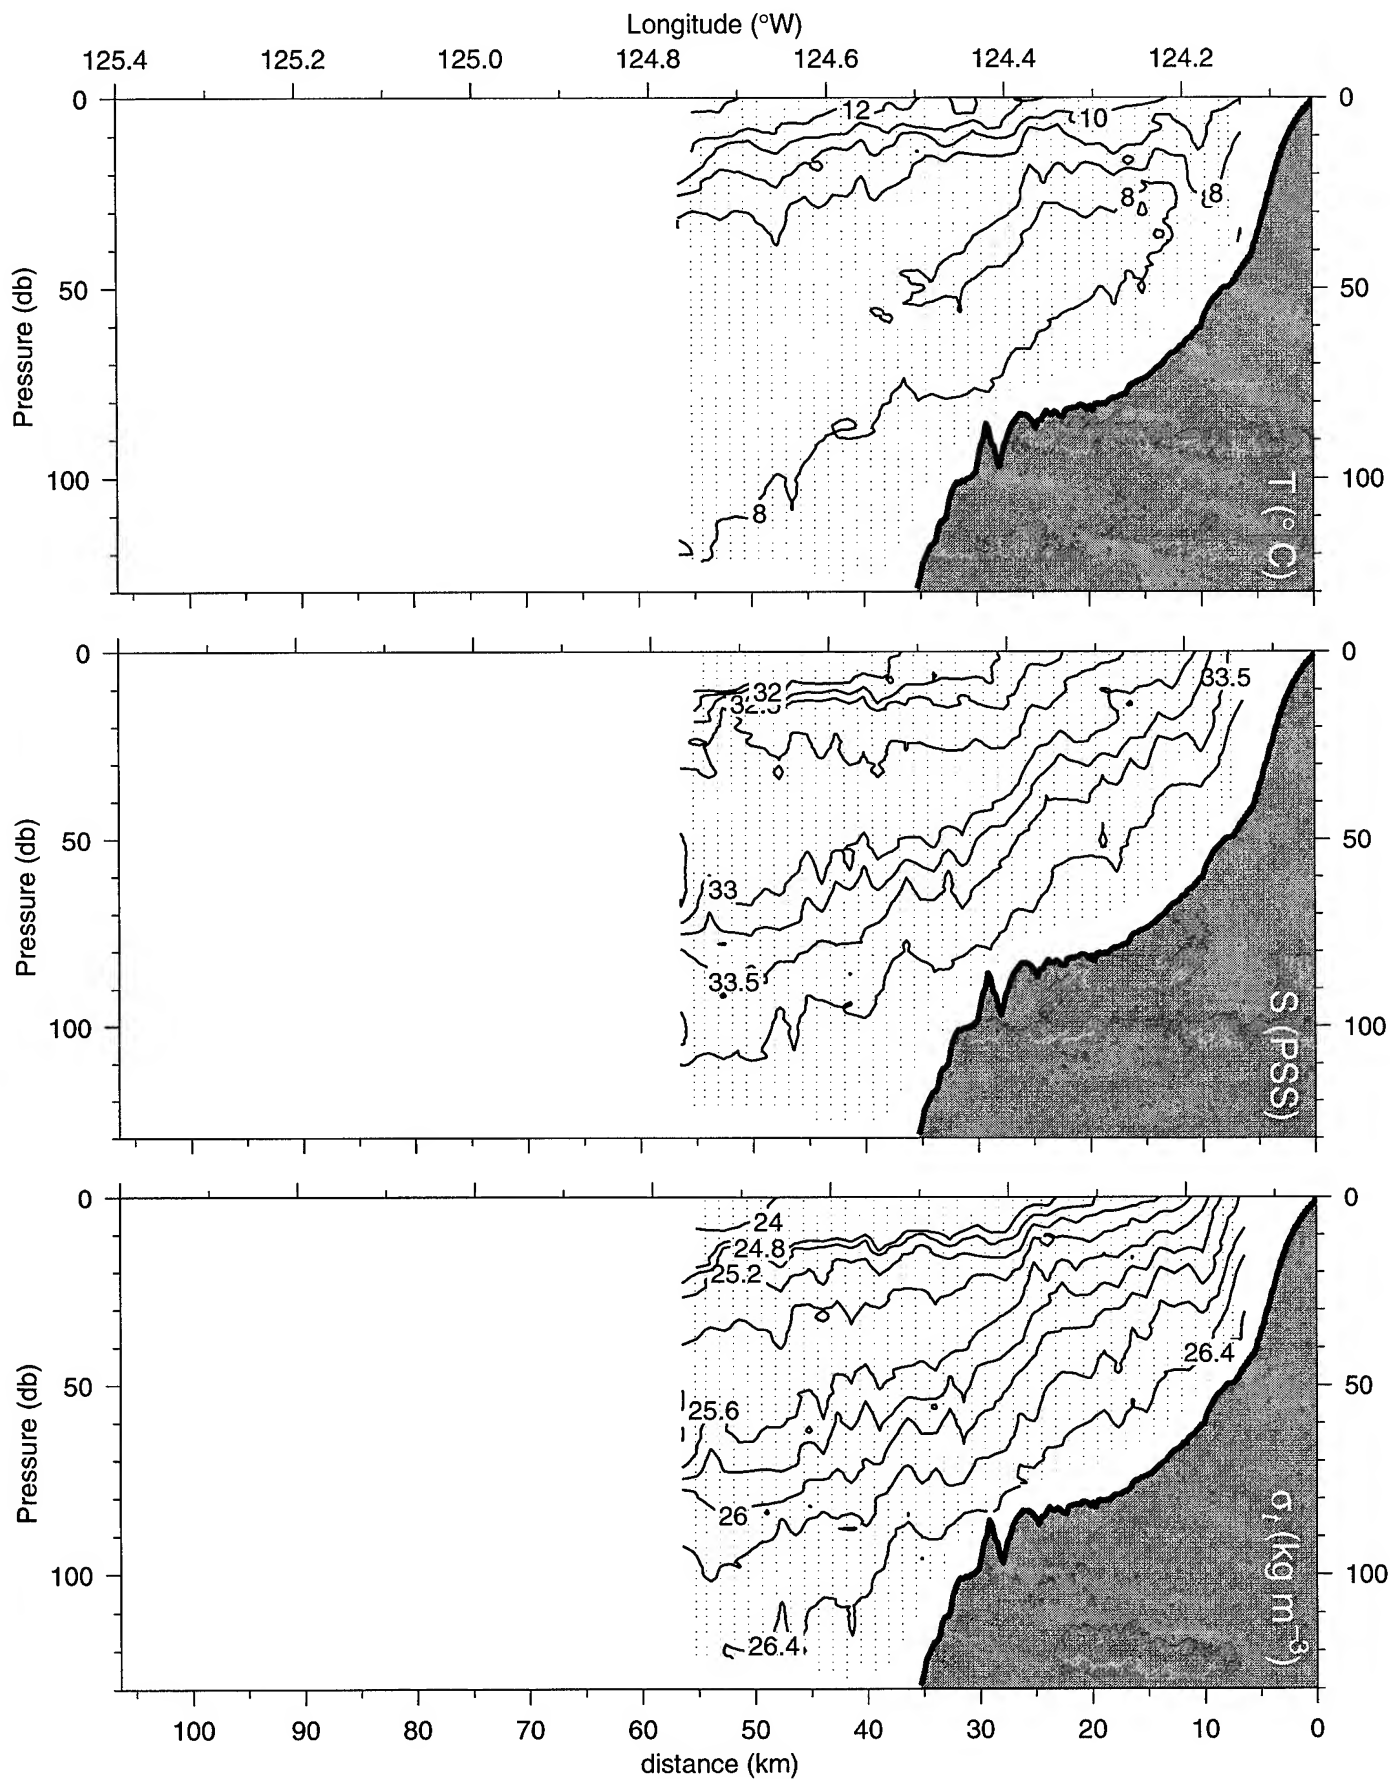 Longitude (°W)
125.4 125.2 125.0 124.8 124.6 124.4 124.2
0 12 10 0
8 8
Pressure (db)
50 50
100 100
8
T (° C)
0 0
33.5
32
32.5
Pressure (db)
50 50
33
33.5
100 100
S (PSS)
0 0
24
24.8
25.2
26.4
Pressure (db)
50 50
25.6
26
100 100
26.4
σt (kg m−3)
100 90 80 70 60 50 40 30 20 10 0
distance (km)